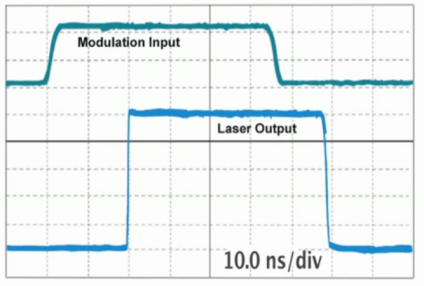 Modulation Input
Laser Output
10.0 ns/div